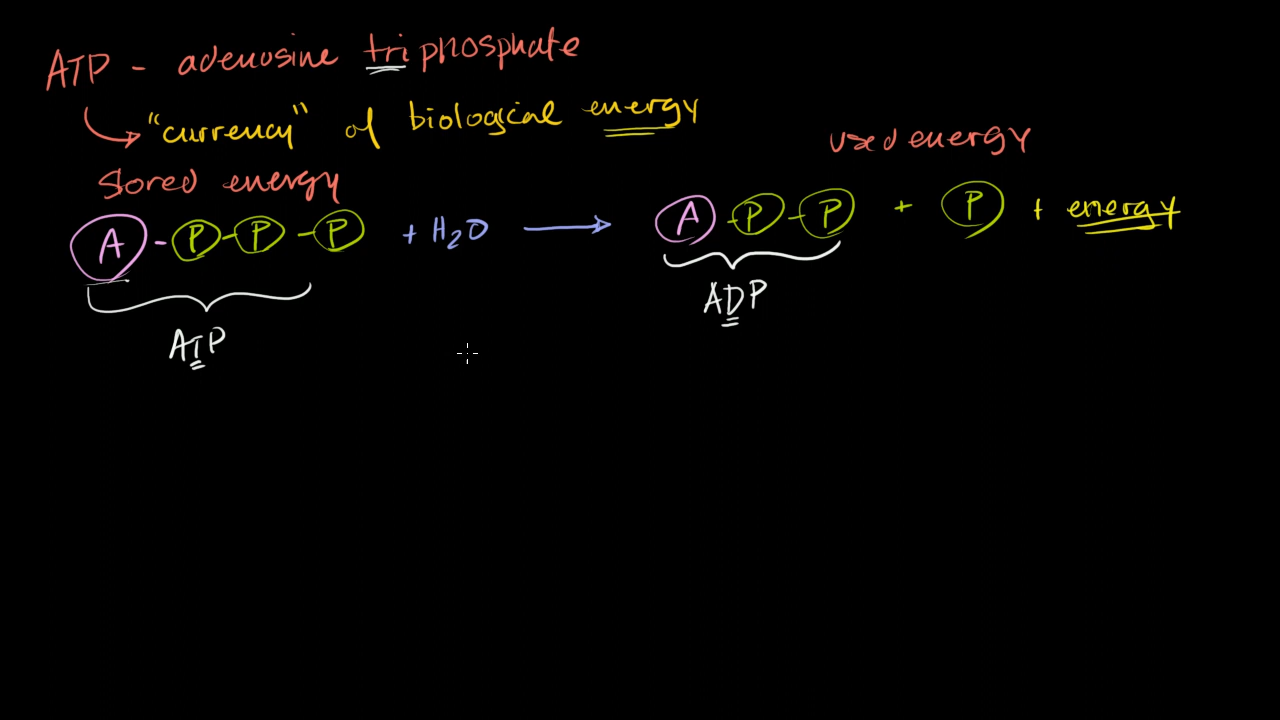 ATP - adenosine triphosphate
"currency" of biological energy
used energy
stored energy
A - P - P - P + H2O → A - P - P + P + energy
ADP
ATP